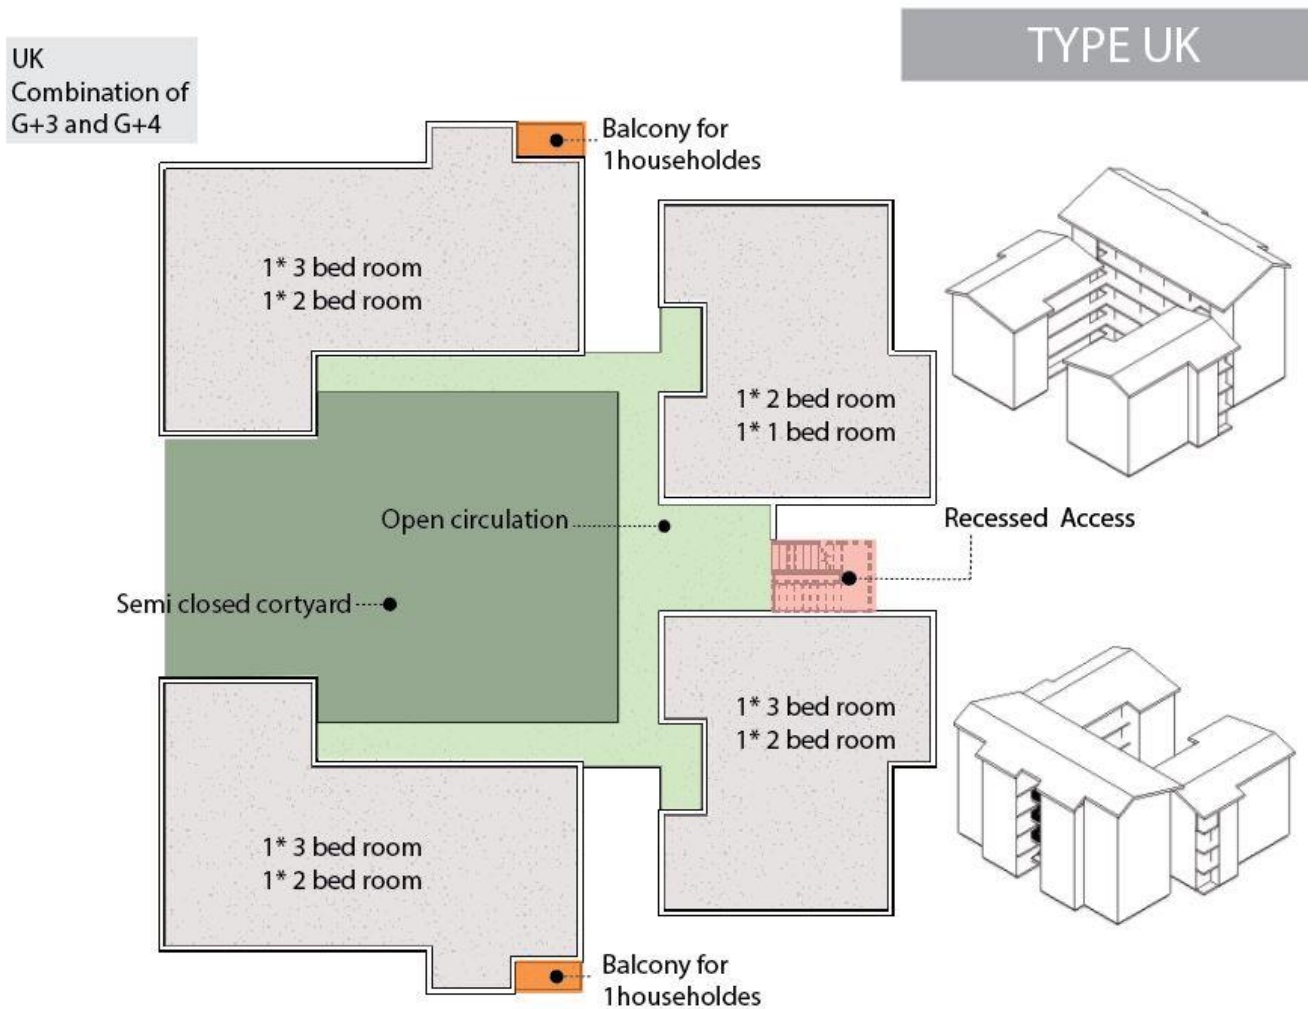 TYPE UK
UK
Combination of
G+3 and G+4
Balcony for
1householdes
1* 3 bed room
1* 2 bed room
1* 2 bed room
1* 1 bed room
Open circulation
Recessed Access
Semi closed cortyard
1* 3 bed room
1* 2 bed room
1* 3 bed room
1* 2 bed room
Balcony for
1householdes